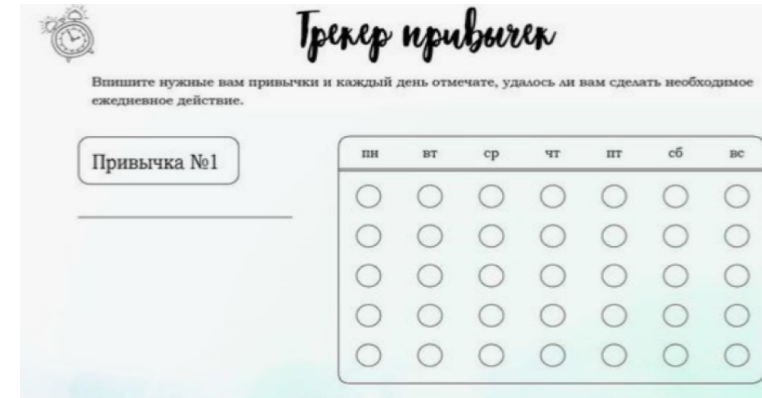 Трекер привычек
Впишите нужные вам привычки и каждый день отмечате, удалось ли вам сделать необходимое
ежедневное действие.
Привычка №1
пн вт ср чт пт сб вс